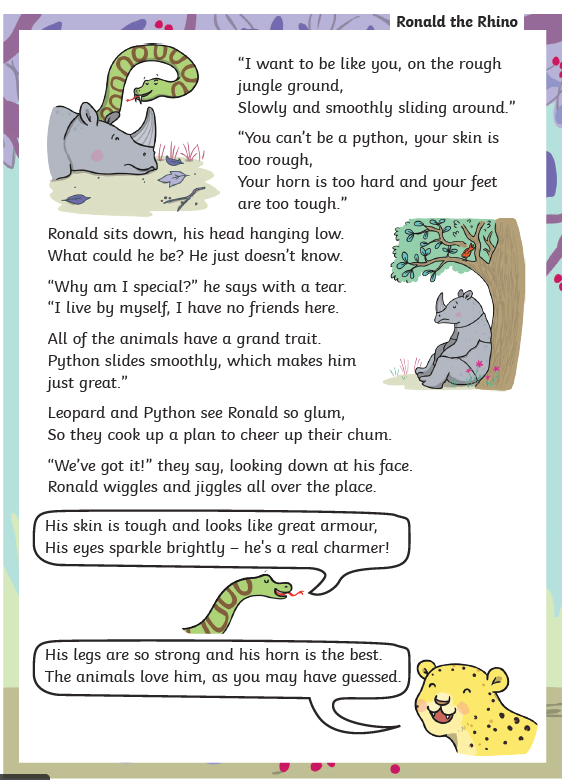 Ronald the Rhino
“I want to be like you, on the rough
jungle ground,
Slowly and smoothly sliding around.”
“You can’t be a python, your skin is
too rough,
Your horn is too hard and your feet
are too tough.”
Ronald sits down, his head hanging low.
What could he be? He just doesn’t know.
“Why am I special?” he says with a tear.
“I live by myself, I have no friends here.
All of the animals have a grand trait.
Python slides smoothly, which makes him
just great.”
Leopard and Python see Ronald so glum,
So they cook up a plan to cheer up their chum.
“We’ve got it!” they say, looking down at his face.
Ronald wiggles and jiggles all over the place.
His skin is tough and looks like great armour,
His eyes sparkle brightly – he's a real charmer!
His legs are so strong and his horn is the best.
The animals love him, as you may have guessed.